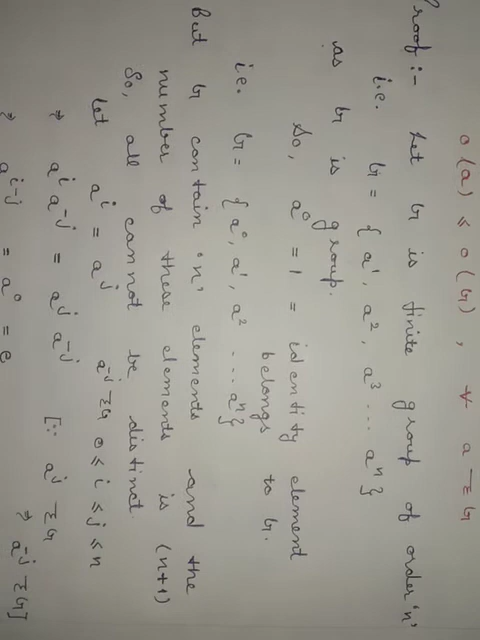 o(a) ≤ o(G), ∀ a ∈ G
Proof :- Let G is finite group of order 'n'
i.e. G = { a¹, a², a³ .... aⁿ}
as G is group.
So, a⁰ = 1 = identity element
belongs to G.
i.e. G = { a⁰, a¹, a² .... aⁿ}
But G contain 'n' elements and the
number of these elements is (n+1)
So, all cannot be distinct.
Let aⁱ = aʲ a⁻ʲ ∈ G 0 ≤ i ≤ j ≤ n
⇒ aⁱ a⁻ʲ = aʲ a⁻ʲ [∵ aʲ ∈ G
⇒ a⁻ʲ ∈ G]
⇒ aⁱ⁻ʲ = a⁰ = e